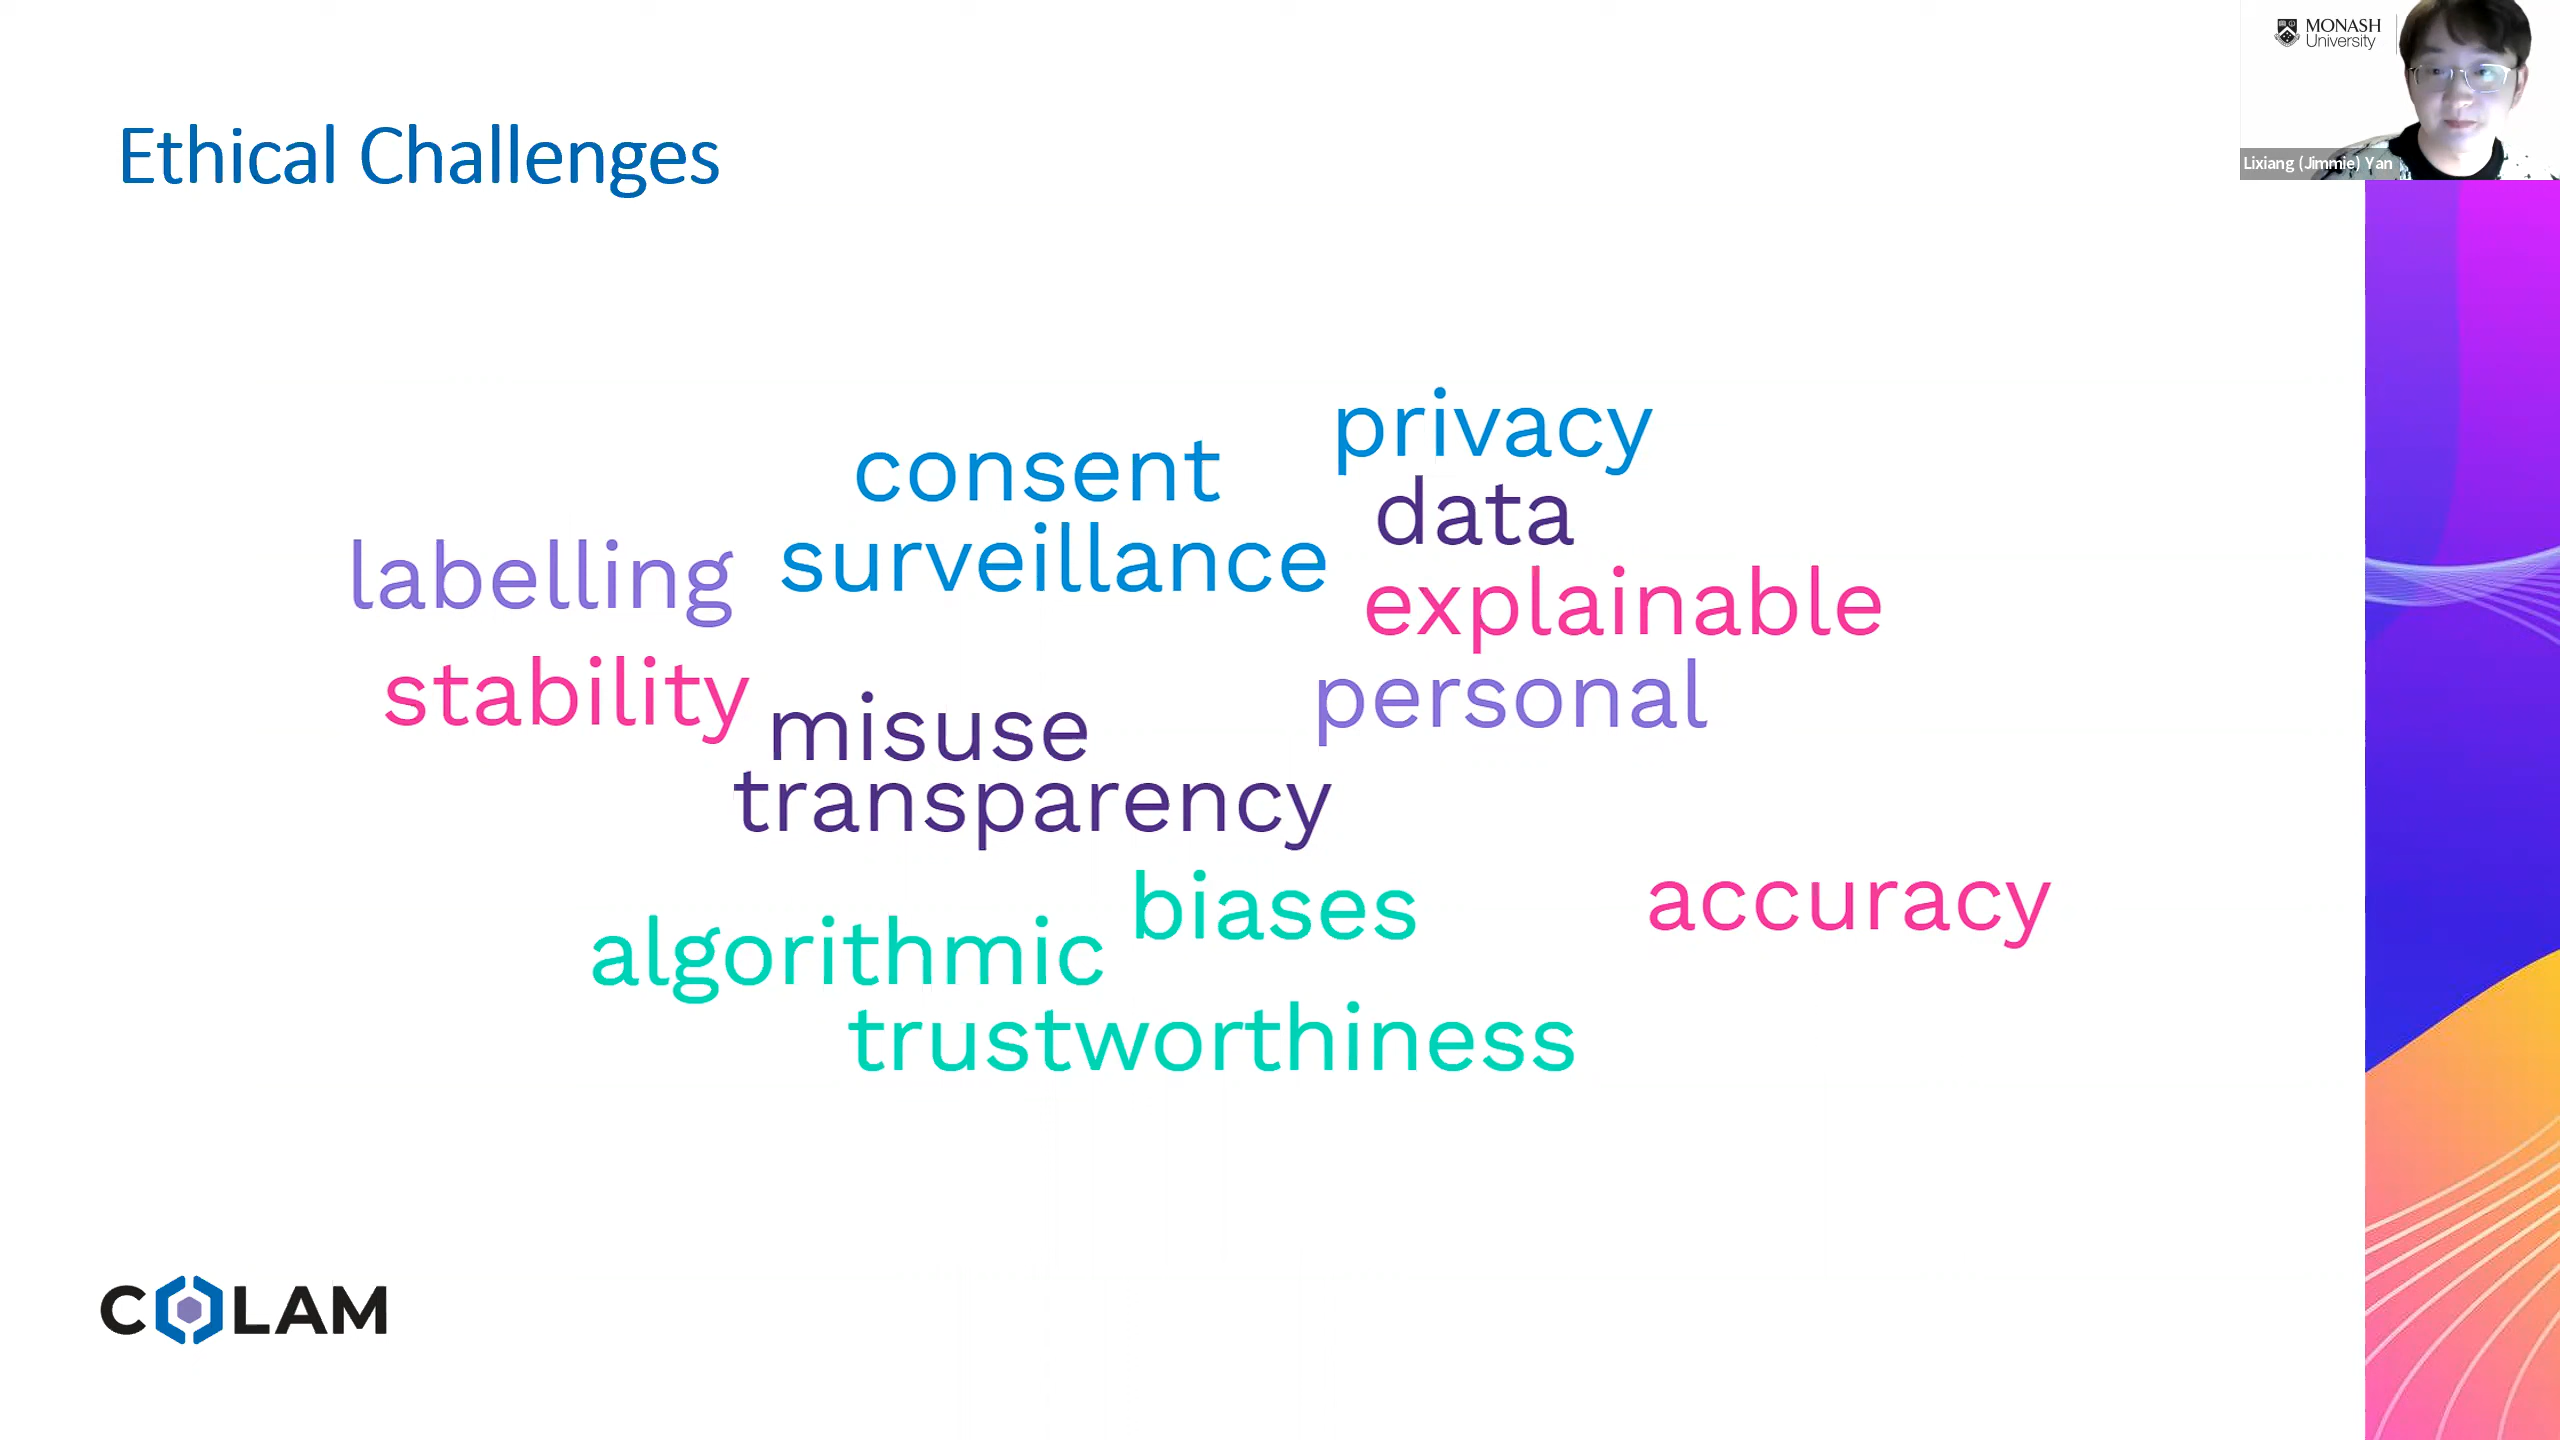 MONASH
University
Lixiang (Jimmie) Yan
Ethical Challenges
privacy
consent
data
surveillance
labelling
explainable
stability
personal
misuse
transparency
biases
accuracy
algorithmic
trustworthiness
COLAM